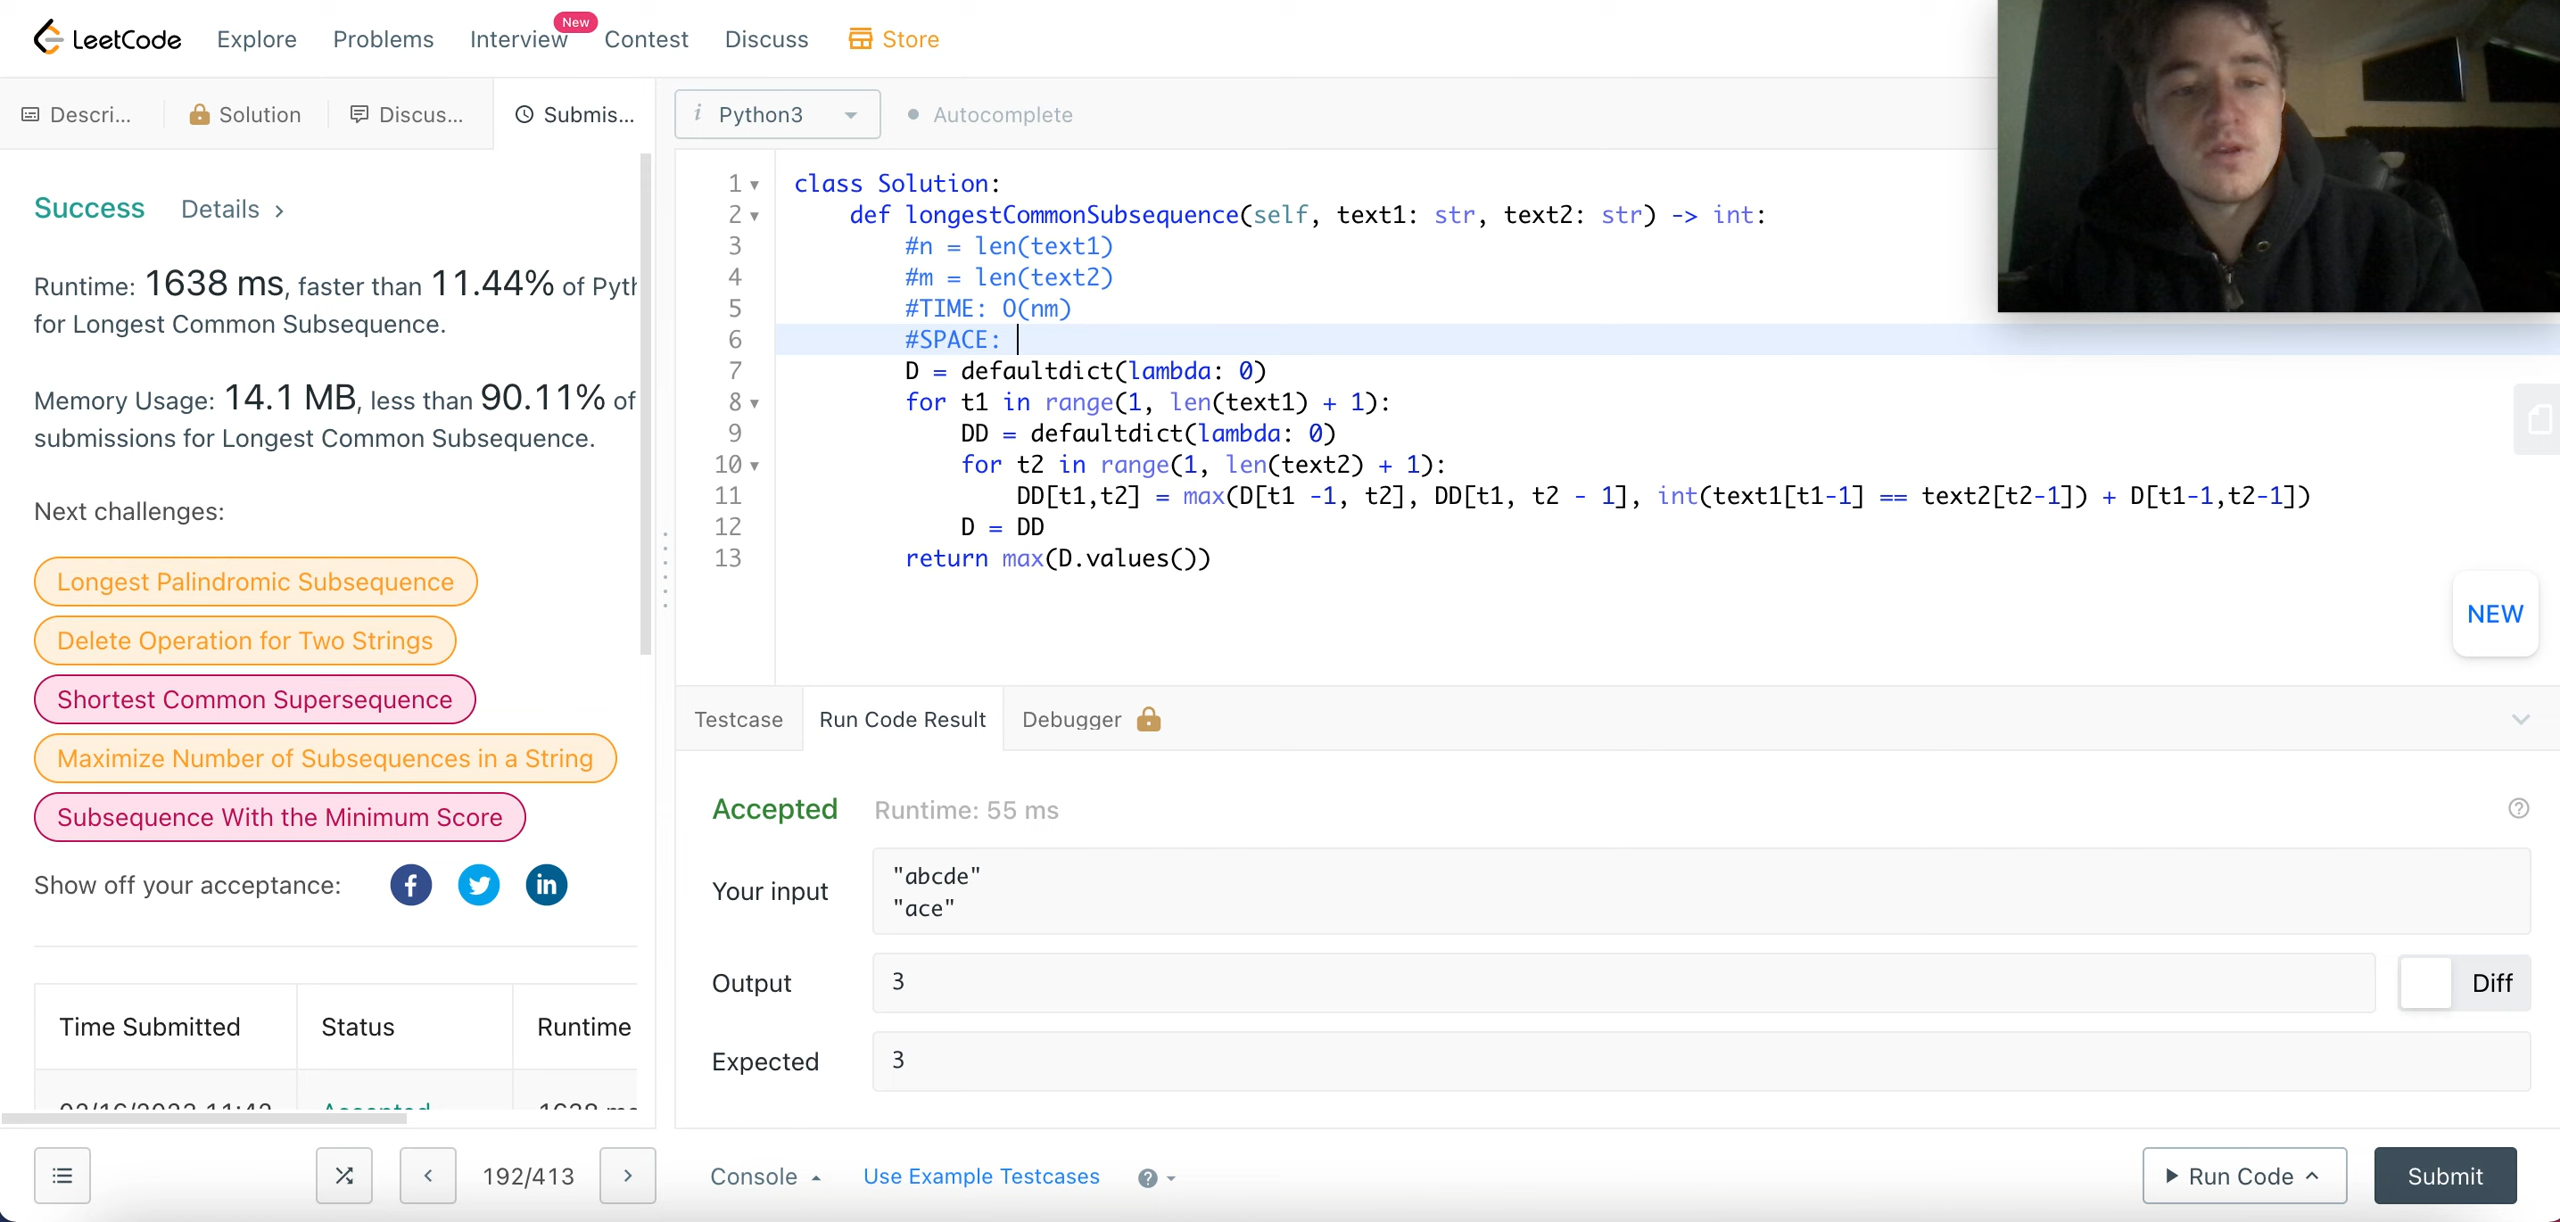 LeetCode
Explore
Problems
Interview
New
Contest
Discuss
Store
Descri...
Solution
Discus...
Submis...
Success
Details
Runtime: 1638 ms, faster than 11.44% of Pyth
for Longest Common Subsequence.
Memory Usage: 14.1 MB, less than 90.11% of
submissions for Longest Common Subsequence.
Next challenges:
Longest Palindromic Subsequence
Delete Operation for Two Strings
Shortest Common Supersequence
Maximize Number of Subsequences in a String
Subsequence With the Minimum Score
Show off your acceptance:
Time Submitted
Status
Runtime
Accepted
1638 ms
192/413
i Python3
Autocomplete
1 class Solution:
2 def longestCommonSubsequence(self, text1: str, text2: str) -> int:
3 #n = len(text1)
4 #m = len(text2)
5 #TIME: O(nm)
6 #SPACE:
7 D = defaultdict(lambda: 0)
8 for t1 in range(1, len(text1) + 1):
9 DD = defaultdict(lambda: 0)
10 for t2 in range(1, len(text2) + 1):
11 DD[t1,t2] = max(D[t1 -1, t2], DD[t1, t2 - 1], int(text1[t1-1] == text2[t2-1]) + D[t1-1,t2-1])
12 D = DD
13 return max(D.values())
NEW
Testcase
Run Code Result
Debugger
Accepted
Runtime: 55 ms
Your input
"abcde"
"ace"
Output
3
Diff
Expected
3
Console
Use Example Testcases
Run Code
Submit